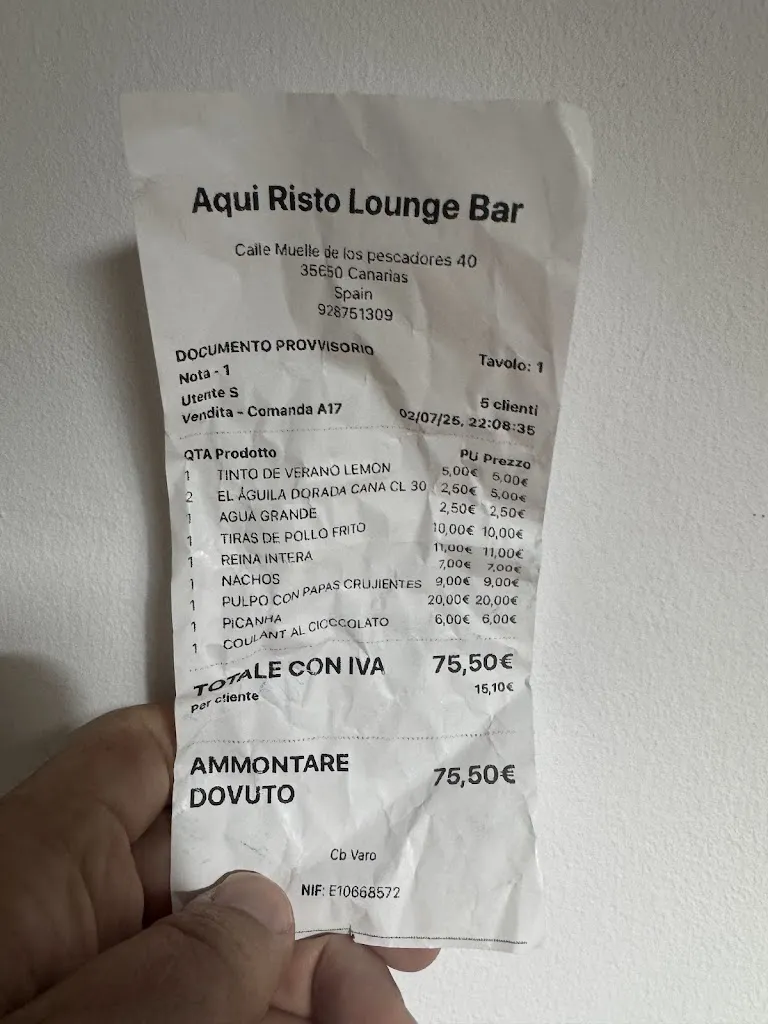 Aqui Risto Lounge Bar
Calle Muelle de los pescadores 40
35650 Canarias
Spain
928751309
DOCUMENTO PROVVISORIO
Nota - 1 Tavolo: 1
Utente S 5 clienti
Vendita - Comanda A17 02/07/25, 22:08:35
QTA Prodotto PU Prezzo
1 TINTO DE VERANO LEMON 5,00€ 5,00€
2 EL ÁGUILA DORADA CANA CL 30 2,50€ 5,00€
1 AGUA GRANDE 2,50€ 2,50€
1 TIRAS DE POLLO FRITO 10,00€ 10,00€
1 REINA INTERA 11,00€ 11,00€
1 NACHOS 7,00€ 7,00€
1 PULPO CON PAPAS CRUJIENTES 9,00€ 9,00€
1 PICANHA 20,00€ 20,00€
1 COULANT AL CIOCCOLATO 6,00€ 6,00€
TOTALE CON IVA 75,50€
Per cliente 15,10€
AMMONTARE
DOVUTO 75,50€
Cb Varo
NIF: E10668572